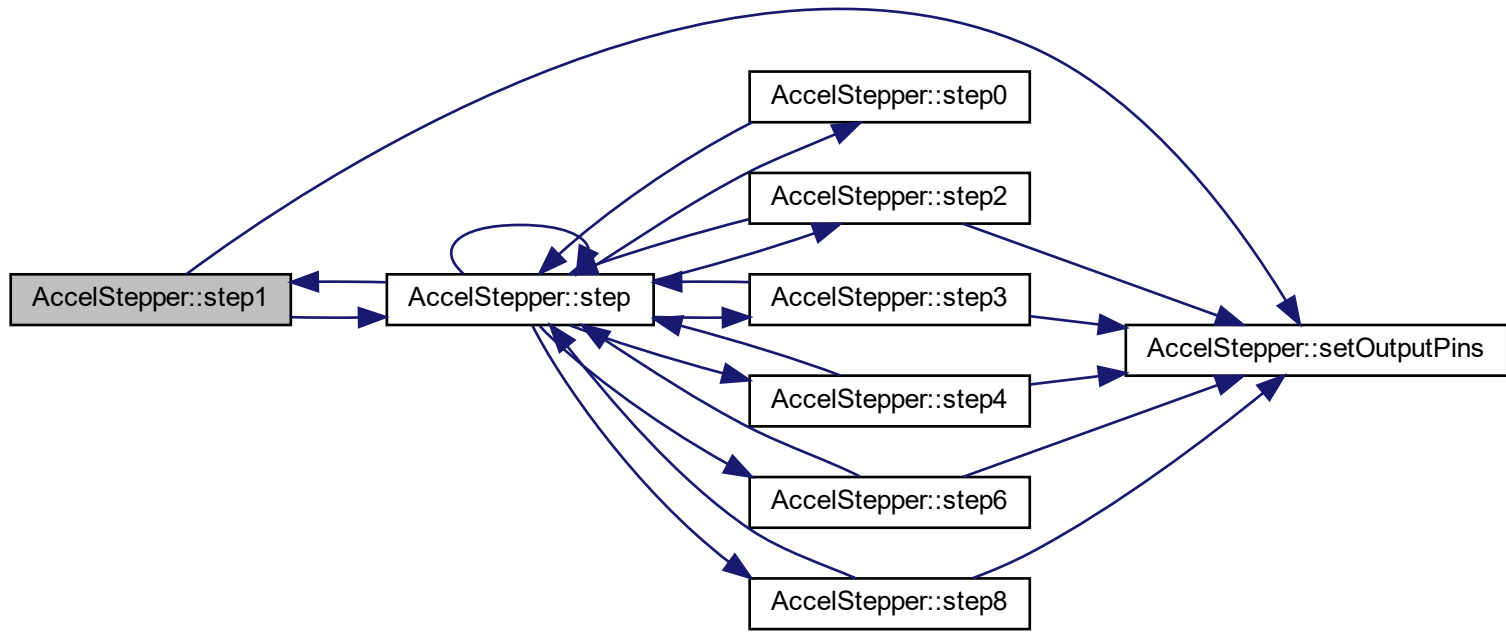 AccelStepper::step1
AccelStepper::step
AccelStepper::step0
AccelStepper::step2
AccelStepper::step3
AccelStepper::step4
AccelStepper::step6
AccelStepper::step8
AccelStepper::setOutputPins